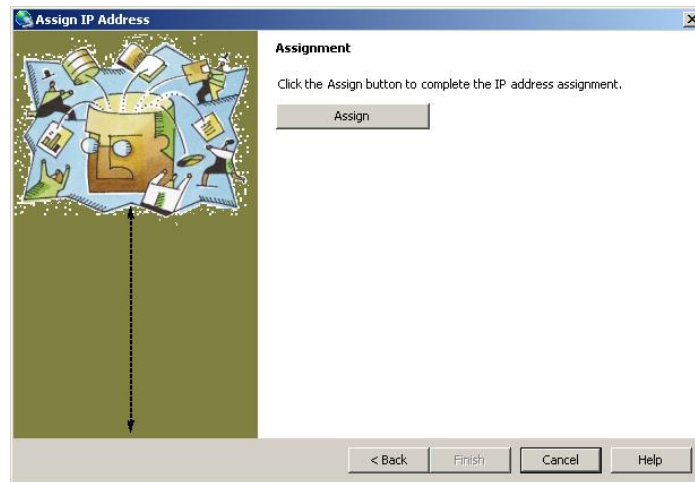 Assign IP Address
Assignment
Click the Assign button to complete the IP address assignment.
Assign
< Back
Finish
Cancel
Help